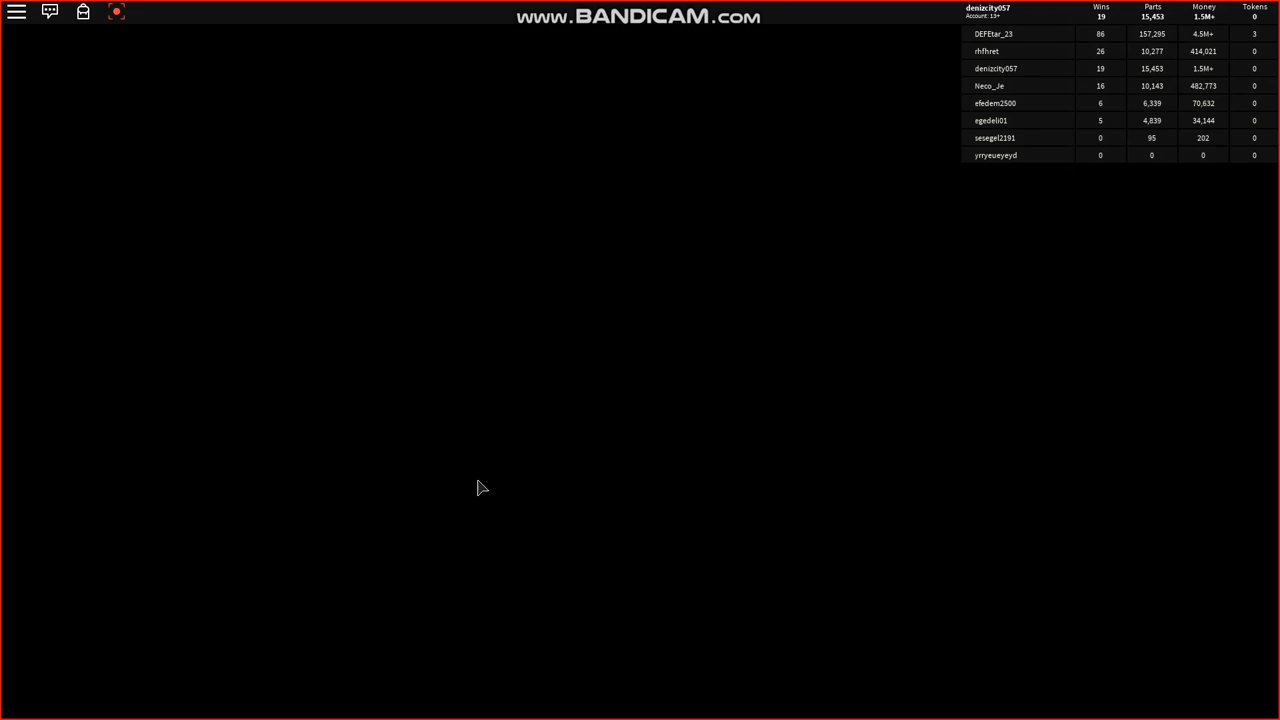 www.BANDICAM.com
denizcity057 Wins Parts Money Tokens
Account: 13+ 19 15,453 1.5M+ 0
DEFEtar_23 86 157,295 4.5M+ 3
rhfhret 26 10,277 414,021 0
denizcity057 19 15,453 1.5M+ 0
Neco_Je 16 10,143 482,773 0
efedem2500 6 6,339 70,632 0
egedeli01 5 4,839 34,144 0
sesegel2191 0 95 202 0
yrryeueyeyd 0 0 0 0